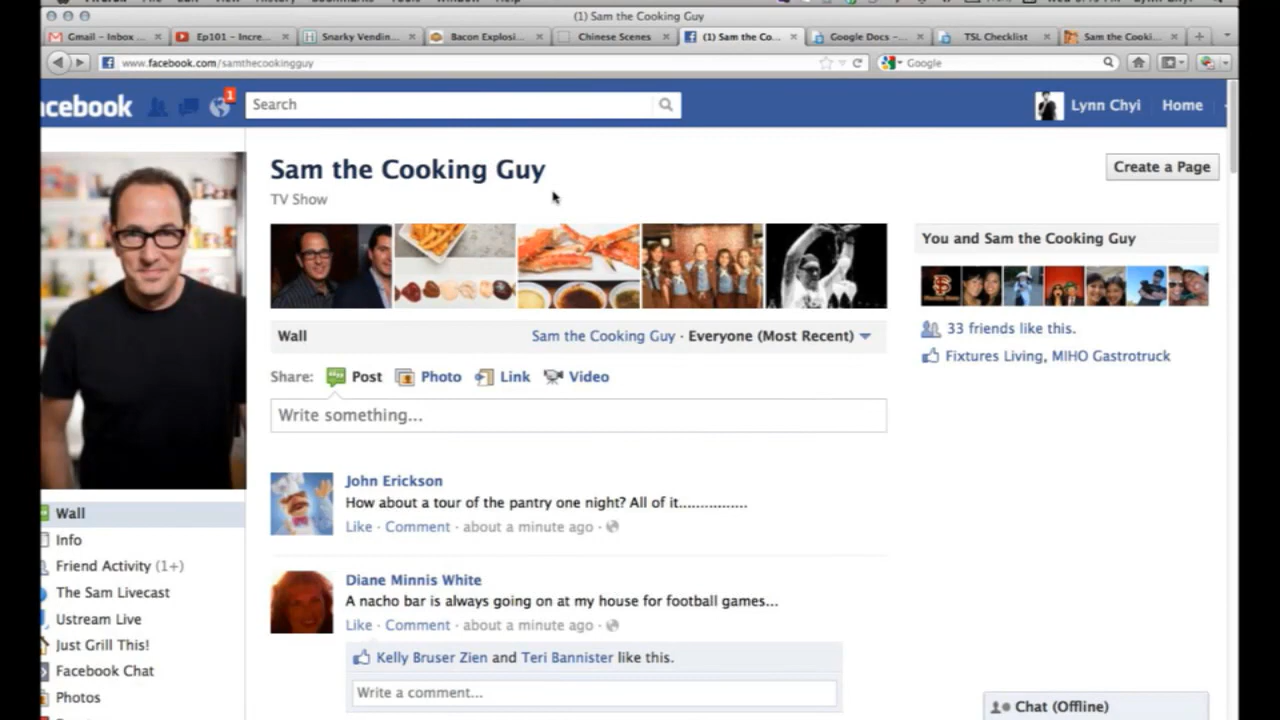 (1) Sam the Cooking Guy
Gmail – Inbox ...
Ep101 – Incre...
Snarky Vendin...
Bacon Explosi...
Chinese Scenes
(1) Sam the Co...
Google Docs – ...
TSL Checklist
Sam the Cooki...
www.facebook.com/samthecookingguy
Google
acebook
1
Search
Lynn Chyi
Home
Sam the Cooking Guy
TV Show
Create a Page
You and Sam the Cooking Guy
33 friends like this.
Fixtures Living, MIHO Gastrotruck
Wall
Sam the Cooking Guy · Everyone (Most Recent)
Share: Post Photo Link Video
Write something...
John Erickson
How about a tour of the pantry one night? All of it................
Like · Comment · about a minute ago ·
Diane Minnis White
A nacho bar is always going on at my house for football games...
Like · Comment · about a minute ago ·
Kelly Bruser Zien and Teri Bannister like this.
Write a comment...
Wall
Info
Friend Activity (1+)
The Sam Livecast
Ustream Live
Just Grill This!
Facebook Chat
Photos
Chat (Offline)